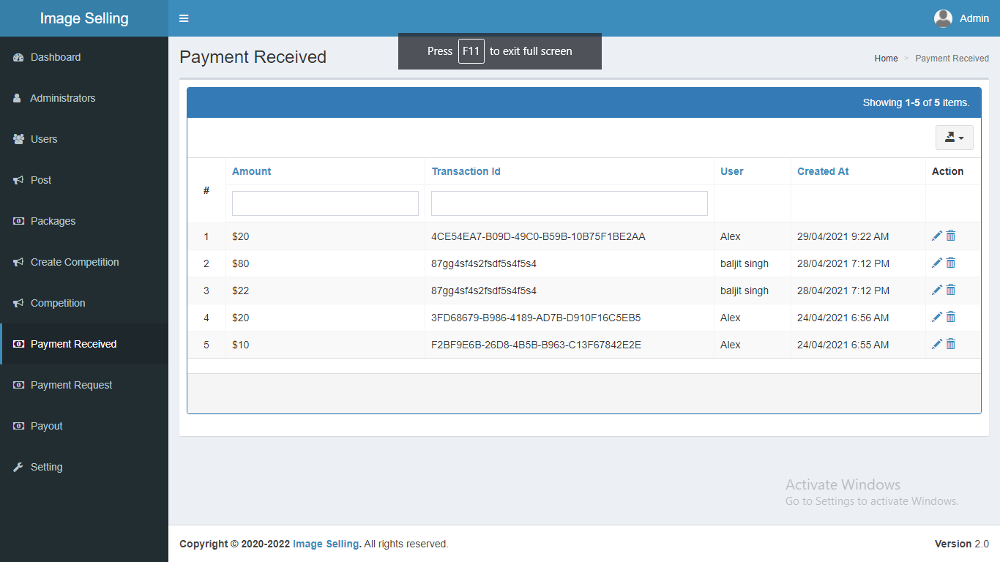 Image Selling
Admin
Press F11 to exit full screen
Dashboard
Administrators
Users
Post
Packages
Create Competition
Competition
Payment Received
Payment Request
Payout
Setting
Payment Received
Home > Payment Received
Showing 1-5 of 5 items.
# Amount Transaction Id User Created At Action
1 $20 4CE54EA7-B09D-49C0-B59B-10B75F1BE2AA Alex 29/04/2021 9:22 AM
2 $80 87gg4sf4s2fsdf5s4f5s4 baljit singh 28/04/2021 7:12 PM
3 $22 87gg4sf4s2fsdf5s4f5s4 baljit singh 28/04/2021 7:12 PM
4 $20 3FD68679-B986-4189-AD7B-D910F16C5EB5 Alex 24/04/2021 6:56 AM
5 $10 F2BF9E6B-26D8-4B5B-B963-C13F67842E2E Alex 24/04/2021 6:55 AM
Activate Windows
Go to Settings to activate Windows.
Copyright © 2020-2022 Image Selling. All rights reserved.
Version 2.0